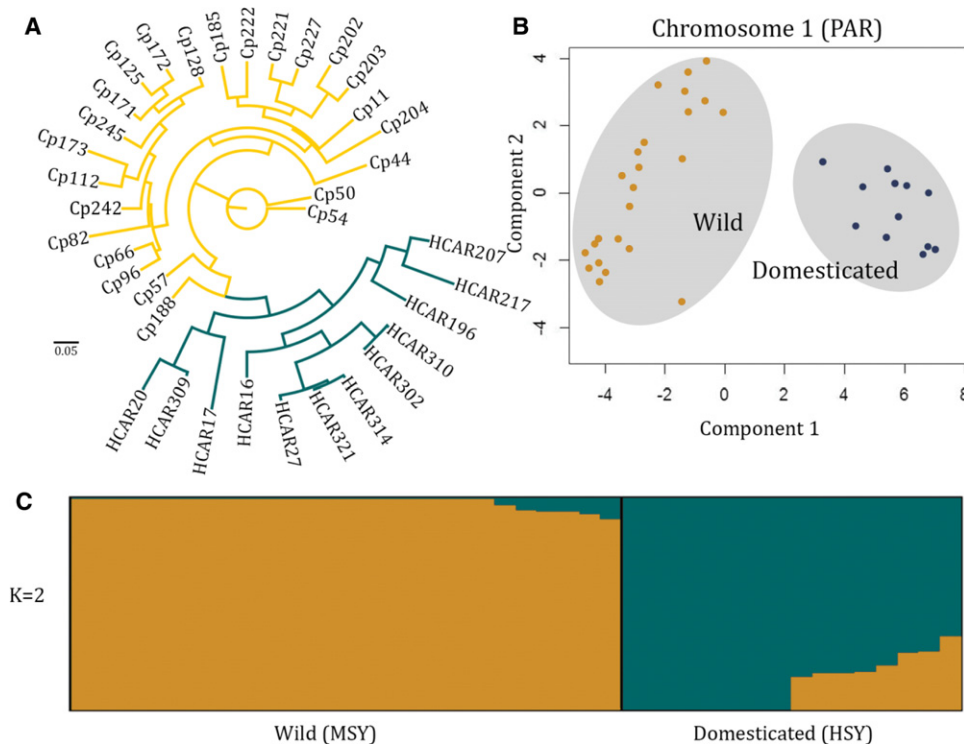 A
Cp125
Cp172
Cp128
Cp185
Cp222
Cp221
Cp227
Cp202
Cp203
Cp11
Cp204
Cp44
Cp50
Cp54
Cp171
Cp245
Cp173
Cp112
Cp242
Cp82
Cp66
Cp96
Cp57
Cp188
0.05
HCAR207
HCAR217
HCAR196
HCAR310
HCAR302
HCAR314
HCAR321
HCAR27
HCAR16
HCAR17
HCAR309
HCAR20
B
Chromosome 1 (PAR)
Component 2
4
2
0
-2
-4
Wild
Domesticated
-4
-2
0
2
4
6
8
Component 1
C
K=2
Wild (MSY)
Domesticated (HSY)